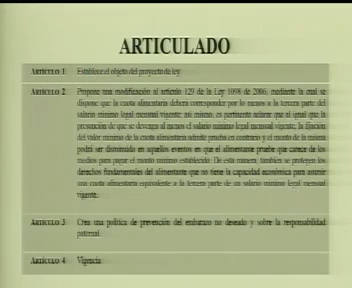 ARTICULADO
ARTICULO 1 Establece el objeto del proyecto de ley
ARTICULO 2 Propone una modificación al artículo 129 de la Ley 1098 de 2006, mediante la cual se
dispone que la cuota alimentaria debera corresponder por lo menos a la tercera parte del
salario mínimo legal mensual vigente; así mismo, es pertinente aclarar que al igual que la
presunción de que se devenga al menos el salario mínimo legal mensual vigente, la fijación
del valor mínimo de la cuota alimentaria admite prueba en contrario y el monto de la misma
podrá ser disminuido en aquellos eventos en que el alimentante pruebe que carece de los
medios para pagar el monto mínimo establecido. De esta manera, también se protegen los
derechos fundamentales del alimentante que no tiene la capacidad económica para asumir
una cuota alimentaria equivalente a la tercera parte de un salario mínimo legal mensual
vigente.
ARTICULO 3 Crea una política de prevención del embarazo no deseado y sobre la responsabilidad
paternal.
ARTICULO 4 Vigencia